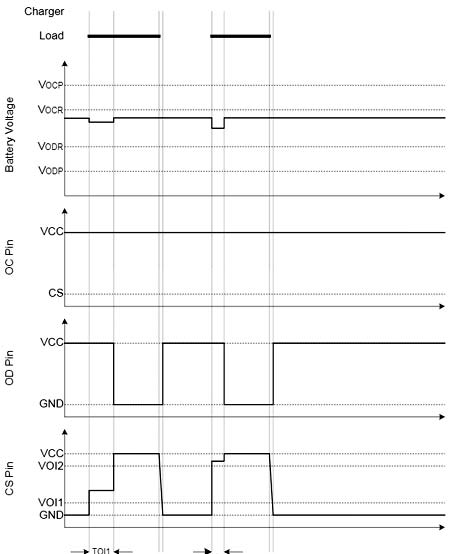 Charger
Load
Battery Voltage
VOCP
VOCR
VODR
VODP
OC Pin
VCC
CS
OD Pin
VCC
GND
CS Pin
VCC
VOI2
VOI1
GND
TOI1